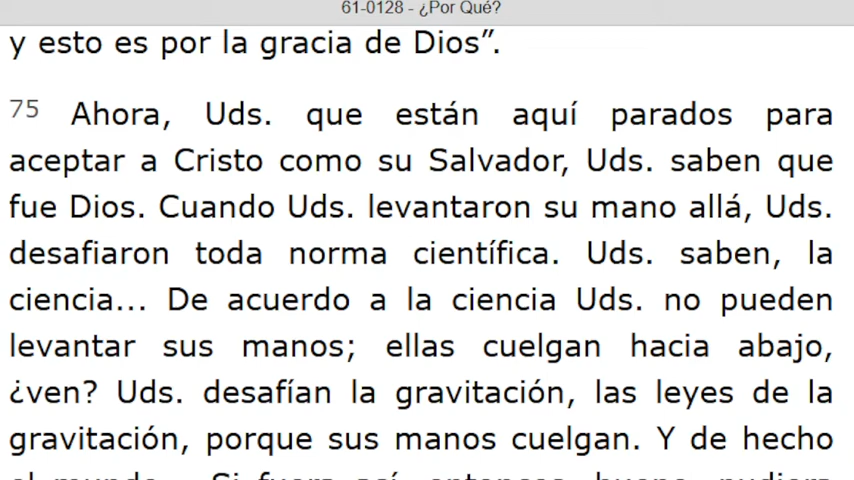 61-0128 - ¿Por Qué?
y esto es por la gracia de Dios”.
75 Ahora, Uds. que están aquí parados para
aceptar a Cristo como su Salvador, Uds. saben que
fue Dios. Cuando Uds. levantaron su mano allá, Uds.
desafiaron toda norma científica. Uds. saben, la
ciencia... De acuerdo a la ciencia Uds. no pueden
levantar sus manos; ellas cuelgan hacia abajo,
¿ven? Uds. desafían la gravitación, las leyes de la
gravitación, porque sus manos cuelgan. Y de hecho